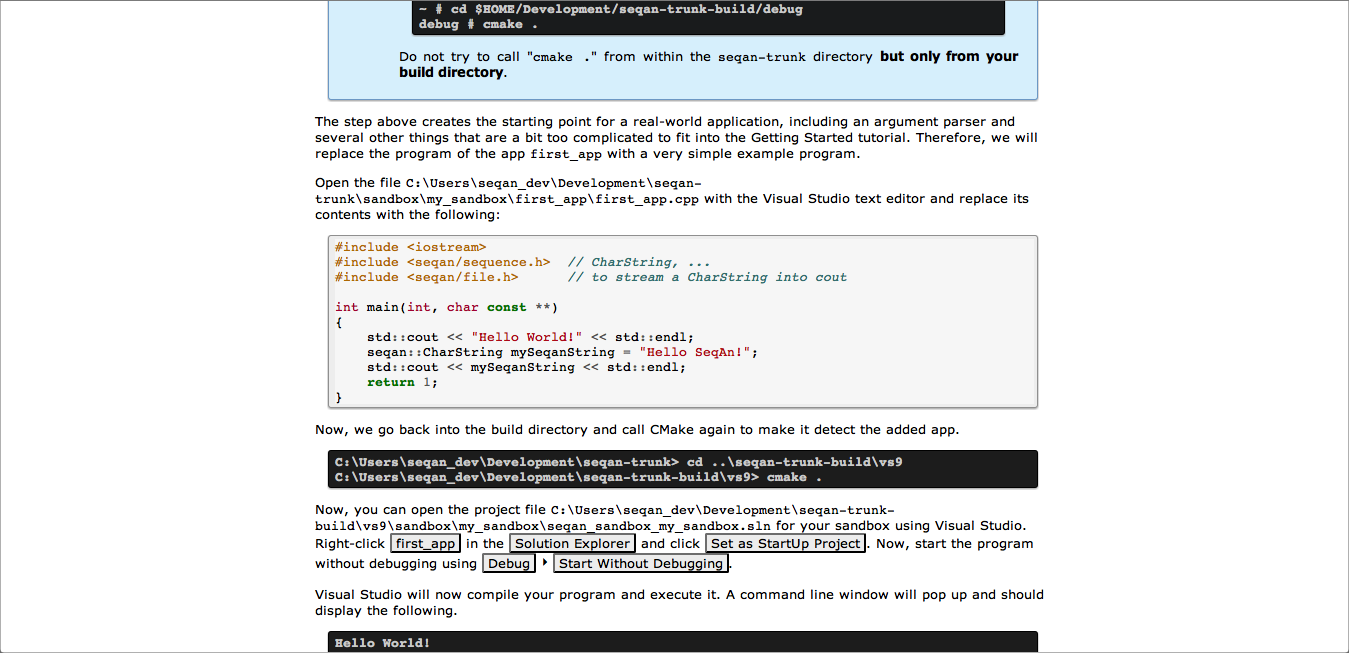 ~ # cd $HOME/Development/seqan-trunk-build/debug
debug # cmake .
Do not try to call "cmake ." from within the seqan-trunk directory but only from your
build directory.
The step above creates the starting point for a real-world application, including an argument parser and
several other things that are a bit too complicated to fit into the Getting Started tutorial. Therefore, we will
replace the program of the app first_app with a very simple example program.
Open the file C:\Users\seqan_dev\Development\seqan-
trunk\sandbox\my_sandbox\first_app\first_app.cpp with the Visual Studio text editor and replace its
contents with the following:
#include <iostream>
#include <seqan/sequence.h>  // CharString, ...
#include <seqan/file.h>      // to stream a CharString into cout
int main(int, char const **)
{
    std::cout << "Hello World!" << std::endl;
    seqan::CharString mySeqanString = "Hello SeqAn!";
    std::cout << mySeqanString << std::endl;
    return 1;
}
Now, we go back into the build directory and call CMake again to make it detect the added app.
C:\Users\seqan_dev\Development\seqan-trunk> cd ..\seqan-trunk-build\vs9
C:\Users\seqan_dev\Development\seqan-trunk-build\vs9> cmake .
Now, you can open the project file C:\Users\seqan_dev\Development\seqan-trunk-
build\vs9\sandbox\my_sandbox\seqan_sandbox_my_sandbox.sln for your sandbox using Visual Studio.
Right-click first_app in the Solution Explorer and click Set as StartUp Project. Now, start the program
without debugging using Debug ‣ Start Without Debugging.
Visual Studio will now compile your program and execute it. A command line window will pop up and should
display the following.
Hello World!